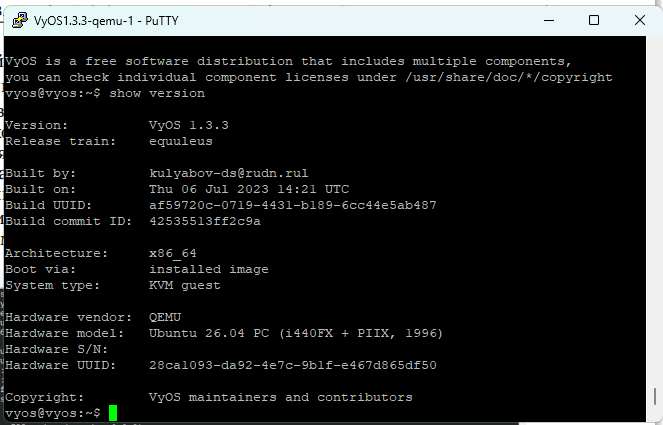 VyOS1.3.3-qemu-1 - PuTTY
VyOS is a free software distribution that includes multiple components,
you can check individual component licenses under /usr/share/doc/*/copyright
vyos@vyos:~$ show version
Version:          VyOS 1.3.3
Release train:    equuleus
Built by:         kulyabov-ds@rudn.rul
Built on:         Thu 06 Jul 2023 14:21 UTC
Build UUID:       af59720c-0719-4431-b189-6cc44e5ab487
Build commit ID:  42535513ff2c9a
Architecture:     x86_64
Boot via:         installed image
System type:      KVM guest
Hardware vendor:  QEMU
Hardware model:   Ubuntu 26.04 PC (i440FX + PIIX, 1996)
Hardware S/N:
Hardware UUID:    28ca1093-da92-4e7c-9b1f-e467d865df50
Copyright:        VyOS maintainers and contributors
vyos@vyos:~$